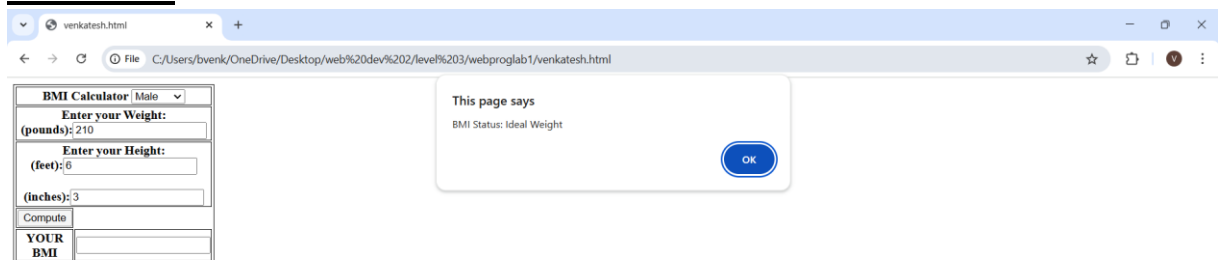 venkatesh.html
File C:/Users/bvenk/OneDrive/Desktop/web%20dev%202/level%203/webproglab1/venkatesh.html
V
This page says
BMI Status: Ideal Weight
OK
BMI Calculator Male
Enter your Weight:
(pounds): 210
Enter your Height:
(feet): 6
(inches): 3
Compute
YOUR
BMI